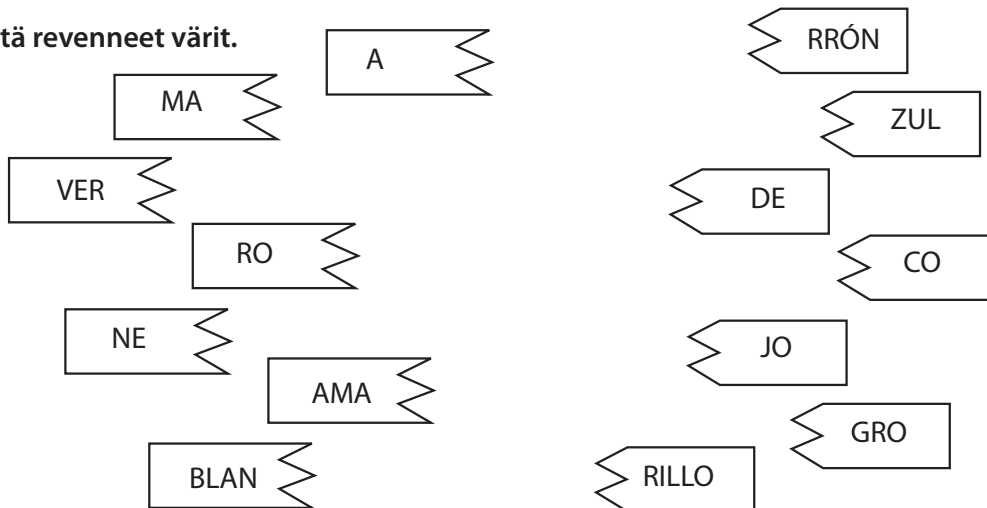 tä revenneet värit.
A
MA
VER
RO
NE
AMA
BLAN
RRÓN
ZUL
DE
CO
JO
GRO
RILLO